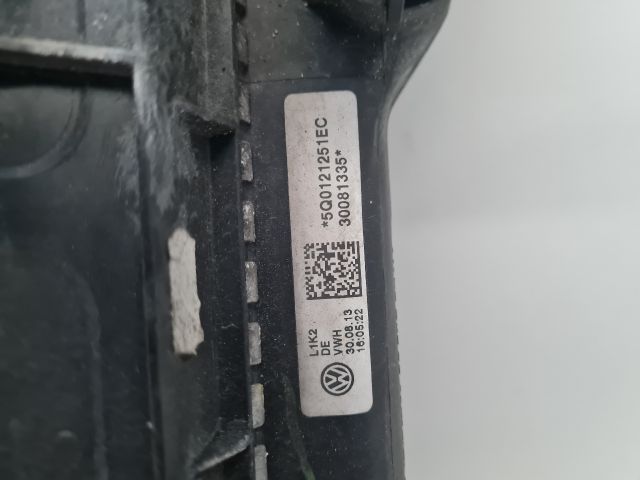 *5Q0121251EC
30081335*
L1K2
DE
VWH
30.08.13
16:05:22